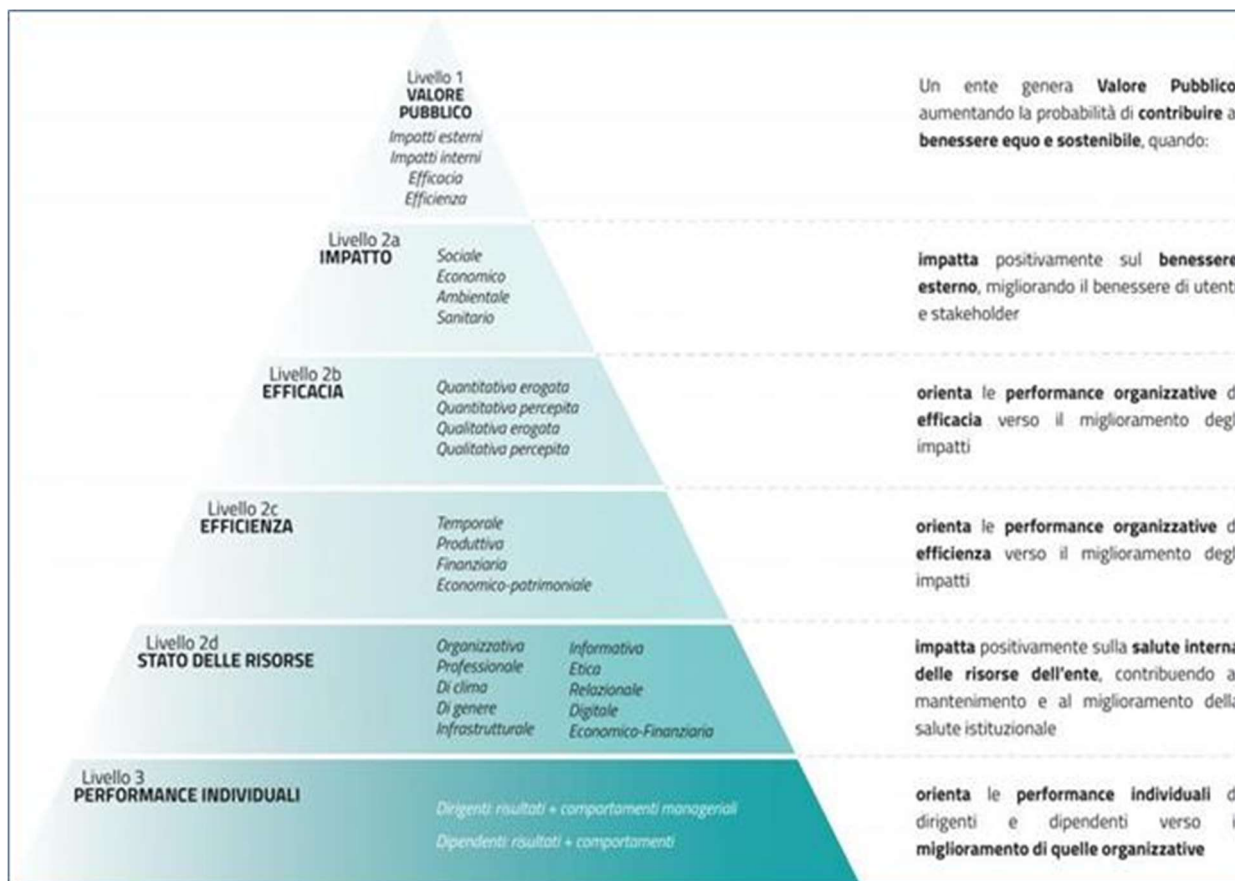 Livello 1
VALORE
PUBBLICO
Impatti esterni
Impatti interni
Efficacia
Efficienza
Un ente genera Valore Pubblico
aumentando la probabilità di contribuire a
benessere equo e sostenibile, quando:
Livello 2a
IMPATTO
Sociale
Economico
Ambientale
Sanitario
impatta positivamente sul benessere
esterno, migliorando il benessere di utenti
e stakeholder
Livello 2b
EFFICACIA
Quantitativa erogata
Quantitativa percepita
Qualitativa erogata
Qualitativa percepita
orienta le performance organizzative d
efficacia verso il miglioramento degl
impatti
Livello 2c
EFFICIENZA
Temporale
Produttiva
Finanziaria
Economico-patrimoniale
orienta le performance organizzative d
efficienza verso il miglioramento degl
impatti
Livello 2d
STATO DELLE RISORSE
Organizzativa
Professionale
Di clima
Di genere
Infrastrutturale
Informativa
Etica
Relazionale
Digitale
Economico-Finanziaria
impatta positivamente sulla salute interna
delle risorse dell'ente, contribuendo a
mantenimento e al miglioramento della
salute istituzionale
Livello 3
PERFORMANCE INDIVIDUALI
Dirigenti: risultati + comportamenti manageriali
Dipendenti: risultati + comportamenti
orienta le performance individuali d
dirigenti e dipendenti verso i
miglioramento di quelle organizzative